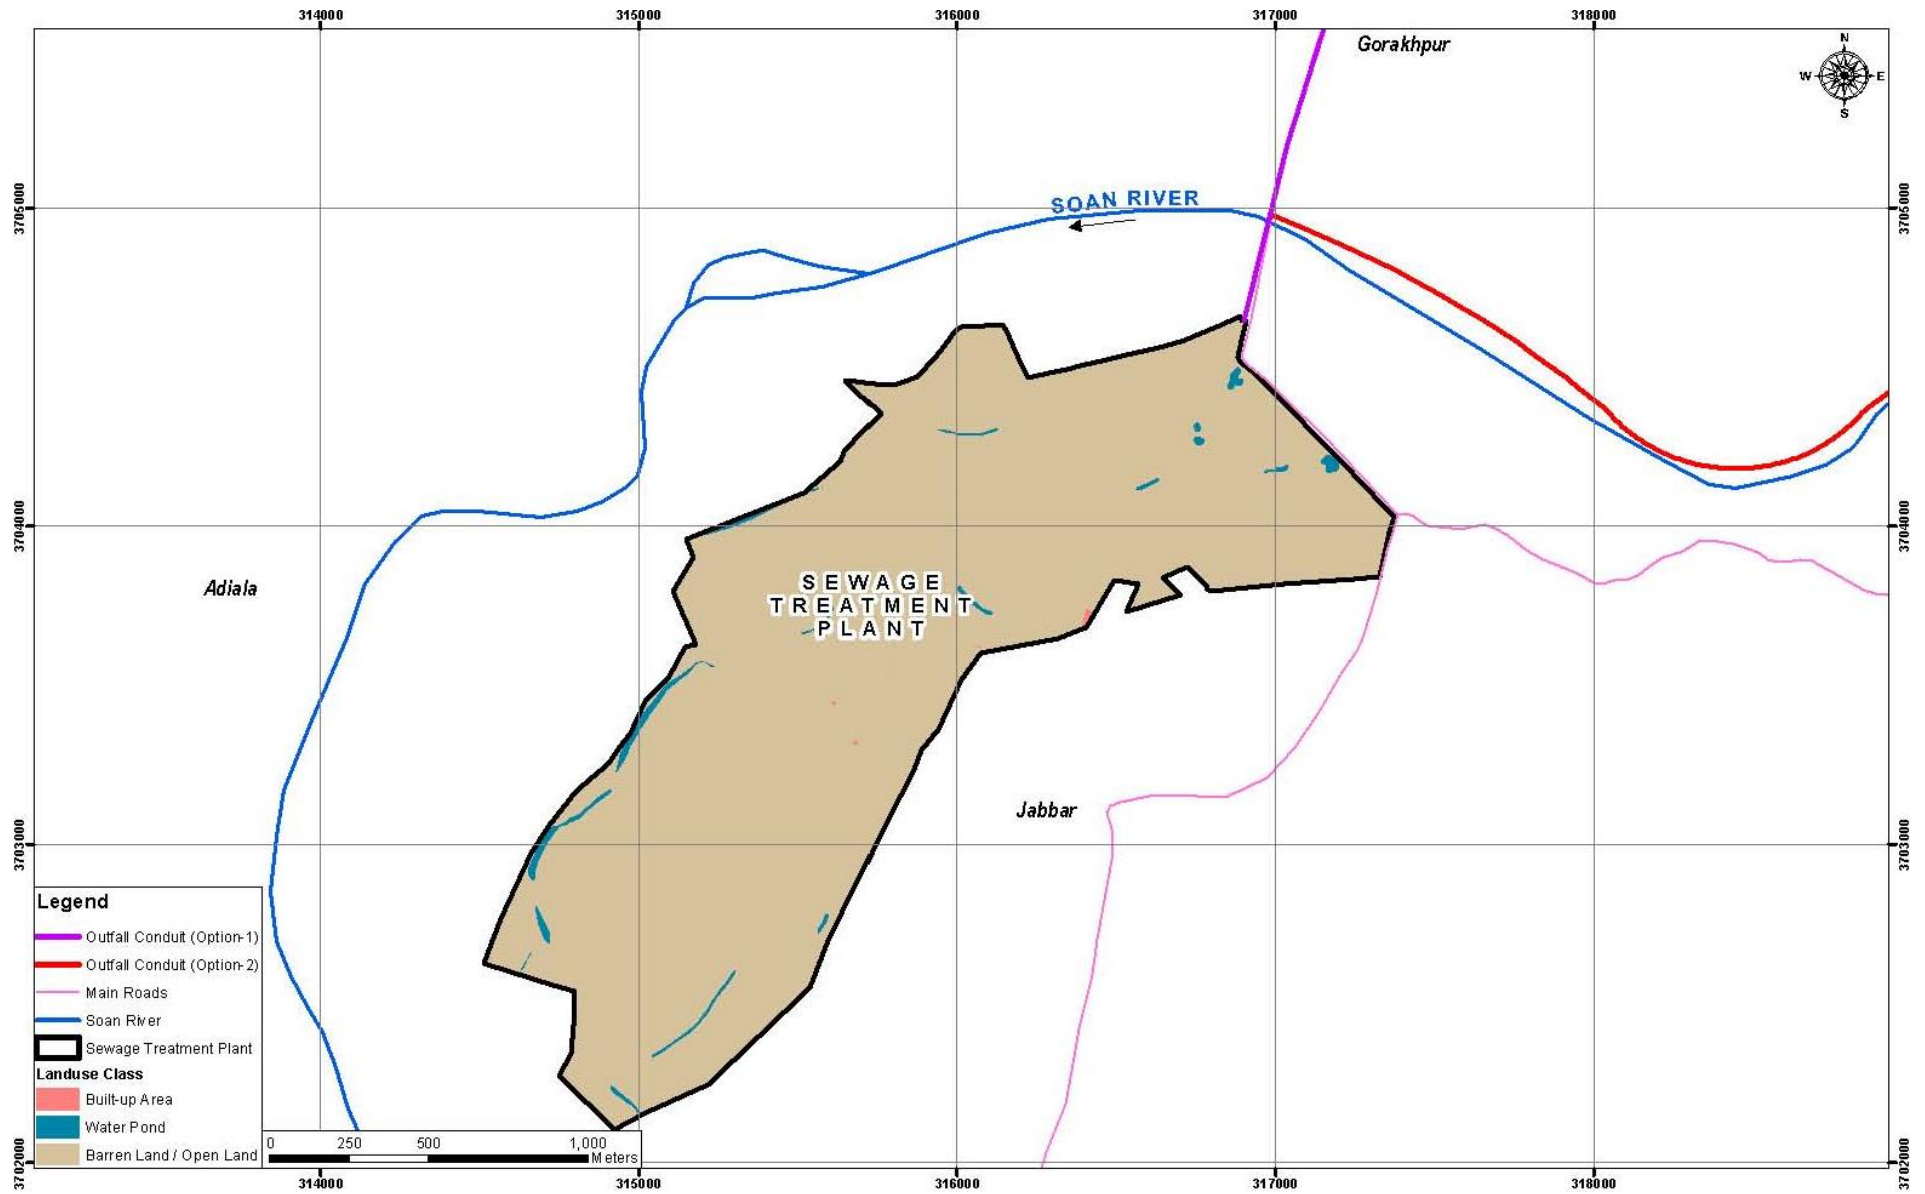 314000
315000
316000
317000
318000
Gorakhpur
N
W E
S
3705000
SOAN RIVER
3705000
3704000
3704000
Adiala
SEWAGE
TREATMENT
PLANT
Jabbar
3703000
3703000
Legend
Outfall Conduit (Option-1)
Outfall Conduit (Option-2)
Main Roads
Soan River
Sewage Treatment Plant
Landuse Class
Built-up Area
Water Pond
Barren Land / Open Land
0 250 500 1,000
Meters
3702000
3702000
314000
315000
316000
317000
318000